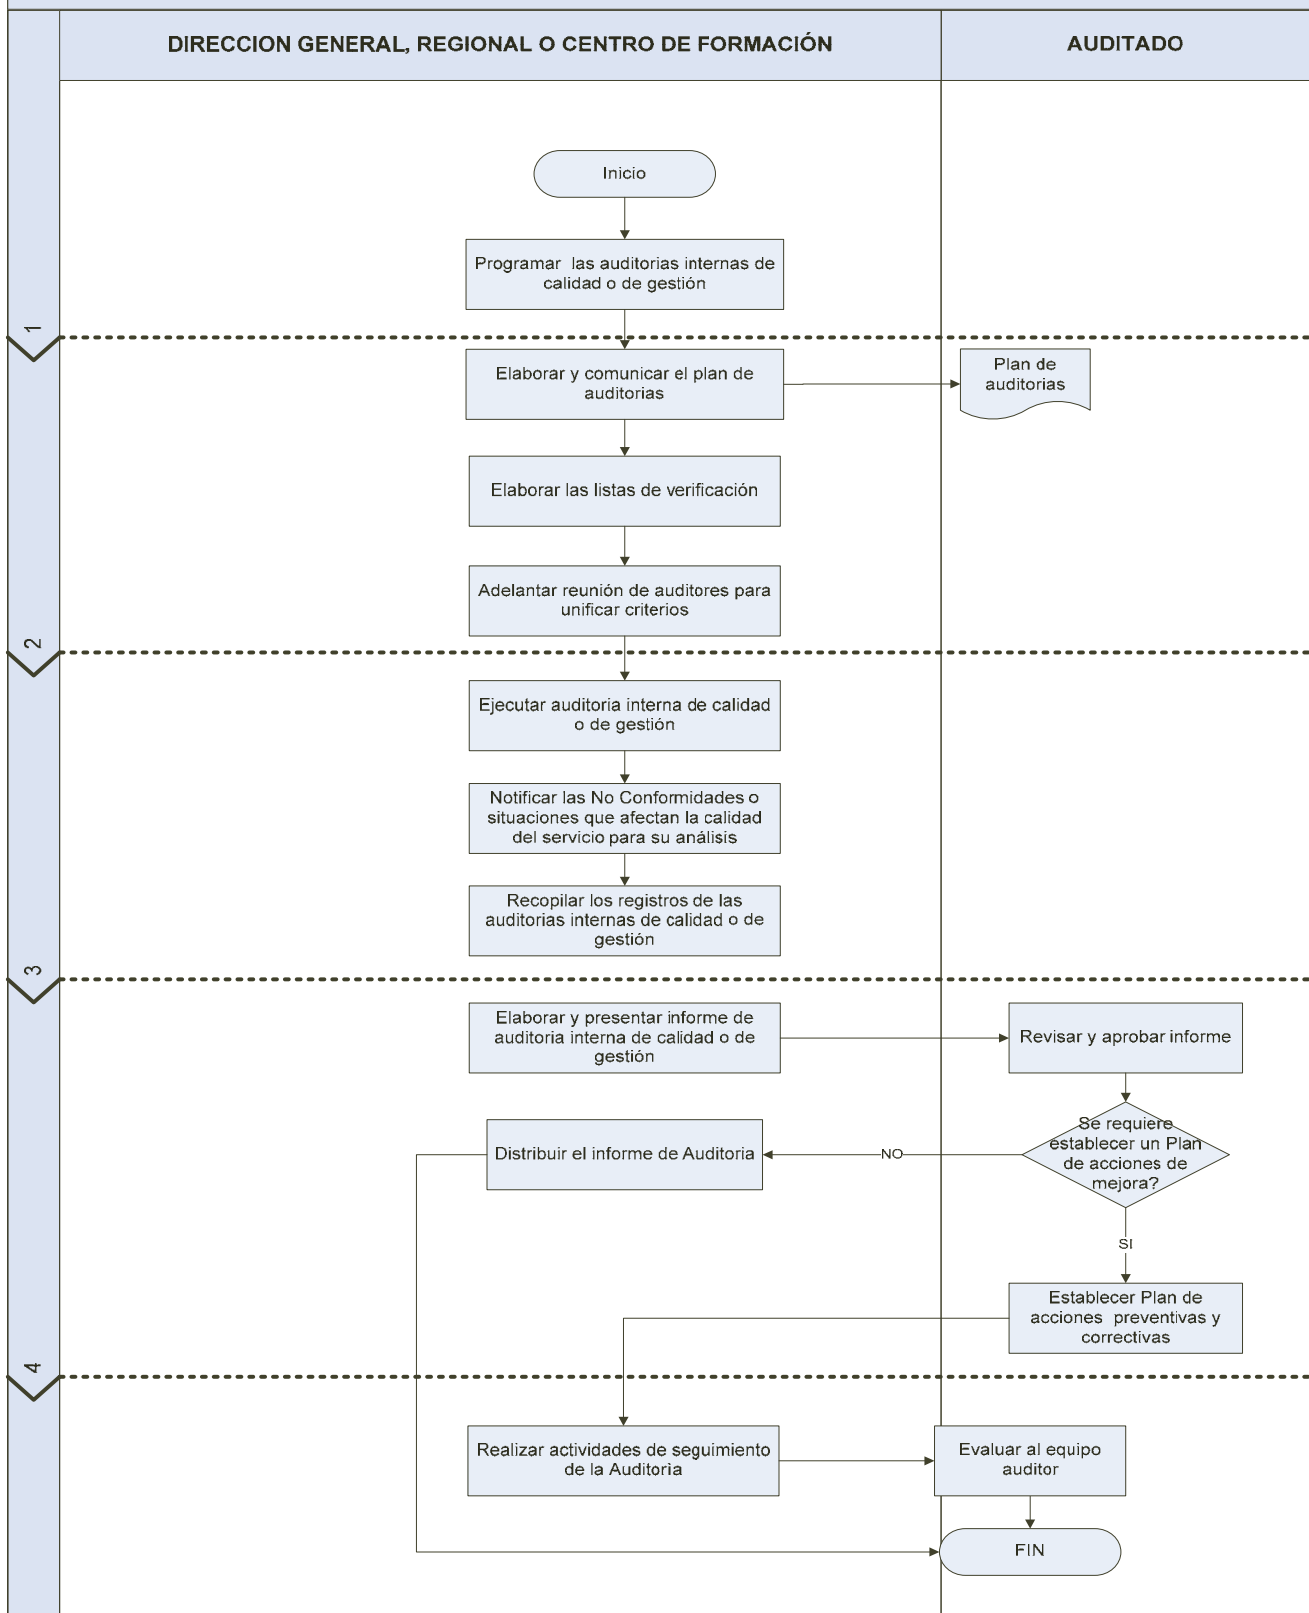 DIRECCION GENERAL, REGIONAL O CENTRO DE FORMACIÓN
AUDITADO
Inicio
Programar las auditorias internas de
calidad o de gestión
1
Elaborar y comunicar el plan de
auditorias
Plan de
auditorias
Elaborar las listas de verificación
Adelantar reunión de auditores para
unificar criterios
2
Ejecutar auditoria interna de calidad
o de gestión
Notificar las No Conformidades o
situaciones que afectan la calidad
del servicio para su análisis
Recopilar los registros de las
auditorias internas de calidad o de
gestión
3
Elaborar y presentar informe de
auditoria interna de calidad o de
gestión
Revisar y aprobar informe
Se requiere
establecer un Plan
de acciones de
mejora?
NO
Distribuir el informe de Auditoria
SI
Establecer Plan de
acciones preventivas y
correctivas
4
Realizar actividades de seguimiento
de la Auditoria
Evaluar al equipo
auditor
FIN